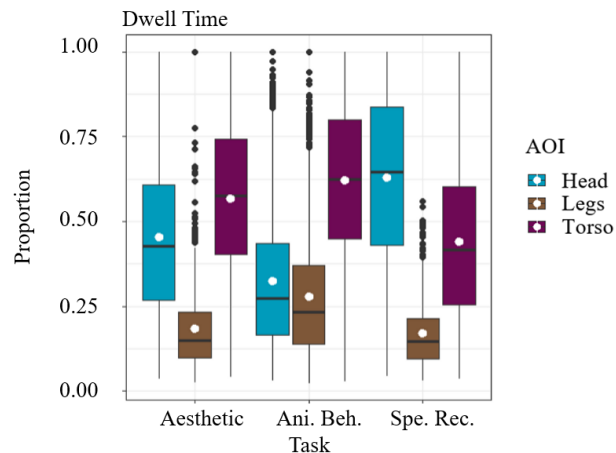 Dwell Time
1.00
0.75
0.50
0.25
0.00
Proportion
Aesthetic Ani. Beh. Spe. Rec.
Task
AOI
Head
Legs
Torso